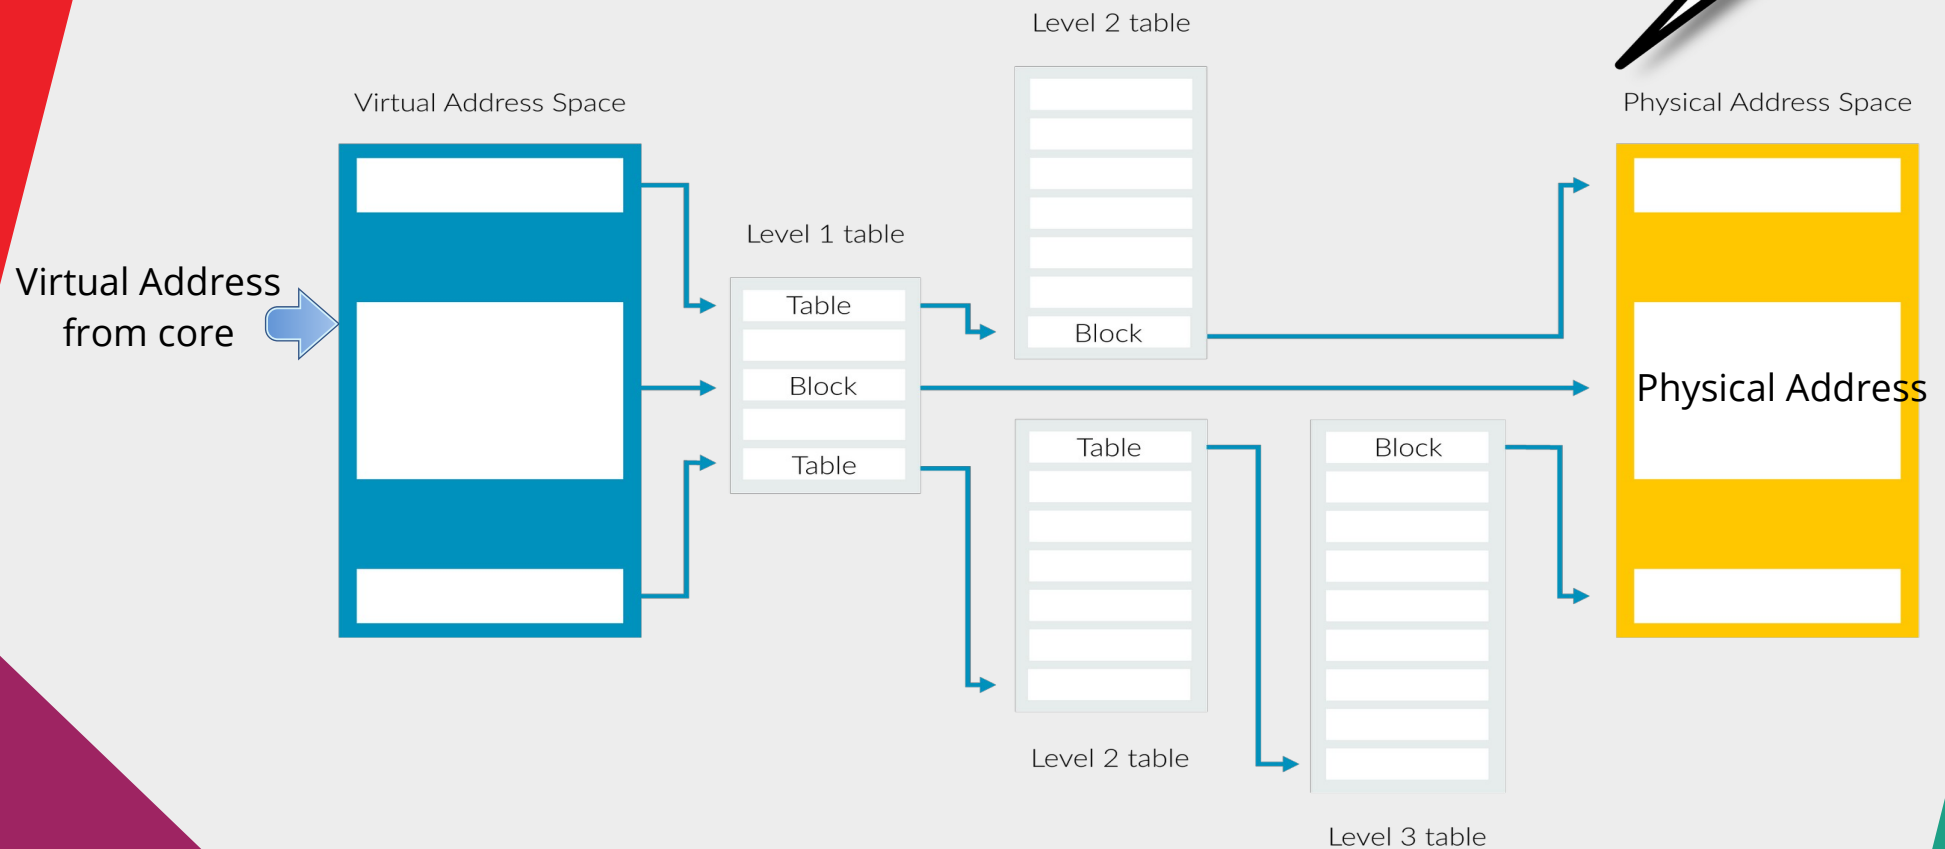 Level 2 table
Virtual Address Space
Physical Address Space
Level 1 table
Virtual Address
from core
Table
Block
Block
Physical Address
Table
Table
Block
Level 2 table
Level 3 table